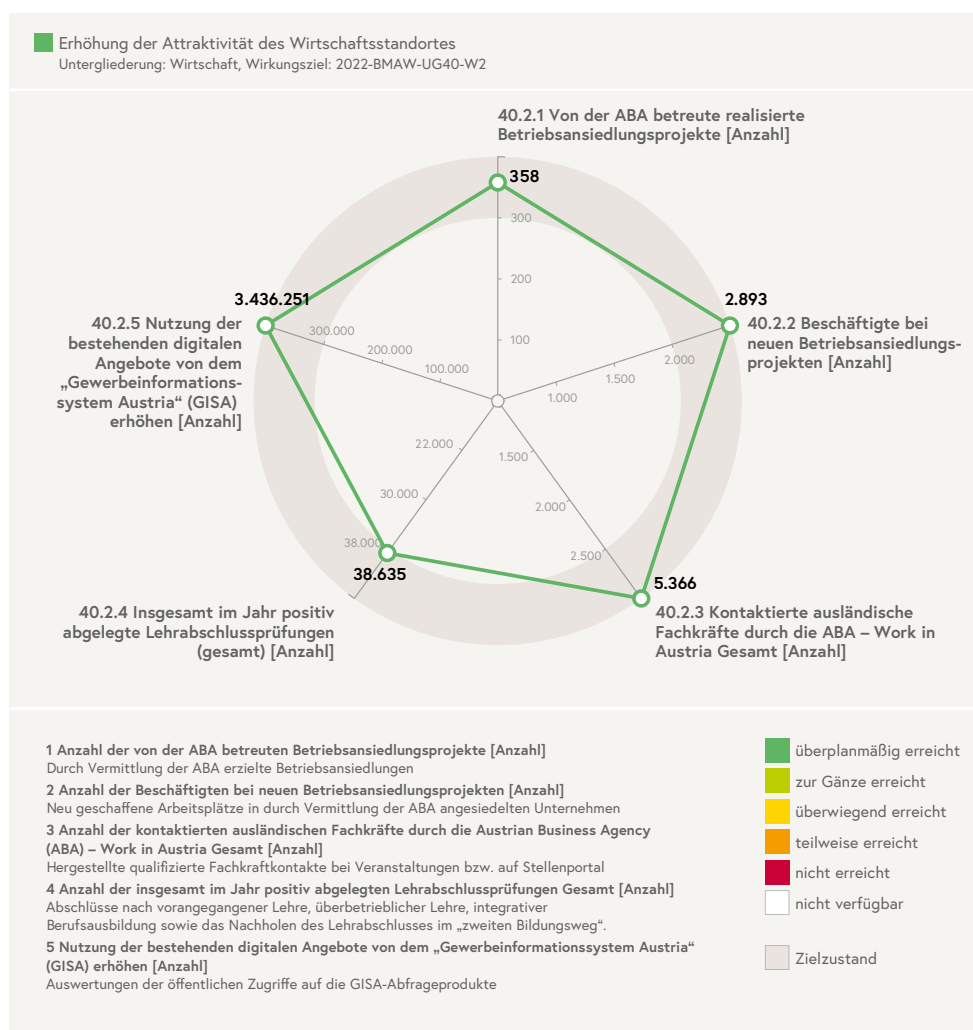 Erhöhung der Attraktivität des Wirtschaftsstandortes
Untergliederung: Wirtschaft, Wirkungsziel: 2022-BMAW-UG40-W2
40.2.1 Von der ABA betreute realisierte
Betriebsansiedlungsprojekte [Anzahl]
358
300
200
100
2.893
40.2.2 Beschäftigte bei
neuen Betriebsansiedlungs-
projekten [Anzahl]
2.000
1.500
1.000
3.436.251
40.2.5 Nutzung der
bestehenden digitalen
Angebote von dem
„Gewerbeinformations-
system Austria“ (GISA)
erhöhen [Anzahl]
300.000
200.000
100.000
22.000
30.000
38.000
38.635
40.2.4 Insgesamt im Jahr positiv
abgelegte Lehrabschlussprüfungen
(gesamt) [Anzahl]
1.500
2.000
2.500
5.366
40.2.3 Kontaktierte ausländische
Fachkräfte durch die ABA – Work in
Austria Gesamt [Anzahl]
1 Anzahl der von der ABA betreuten Betriebsansiedlungsprojekte [Anzahl]
Durch Vermittlung der ABA erzielte Betriebsansiedlungen
2 Anzahl der Beschäftigten bei neuen Betriebsansiedlungsprojekten [Anzahl]
Neu geschaffene Arbeitsplätze in durch Vermittlung der ABA angesiedelten Unternehmen
3 Anzahl der kontaktierten ausländischen Fachkräfte durch die Austrian Business Agency
(ABA) – Work in Austria Gesamt [Anzahl]
Hergestellte qualifizierte Fachkraftkontakte bei Veranstaltungen bzw. auf Stellenportal
4 Anzahl der insgesamt im Jahr positiv abgelegten Lehrabschlussprüfungen Gesamt [Anzahl]
Abschlüsse nach vorangegangener Lehre, überbetrieblicher Lehre, integrativer
Berufsausbildung sowie das Nachholen des Lehrabschlusses im „zweiten Bildungsweg“.
5 Nutzung der bestehenden digitalen Angebote von dem „Gewerbeinformationssystem Austria“
(GISA) erhöhen [Anzahl]
Auswertungen der öffentlichen Zugriffe auf die GISA-Abfrageprodukte
überplanmäßig erreicht
zur Gänze erreicht
überwiegend erreicht
teilweise erreicht
nicht erreicht
nicht verfügbar
Zielzustand